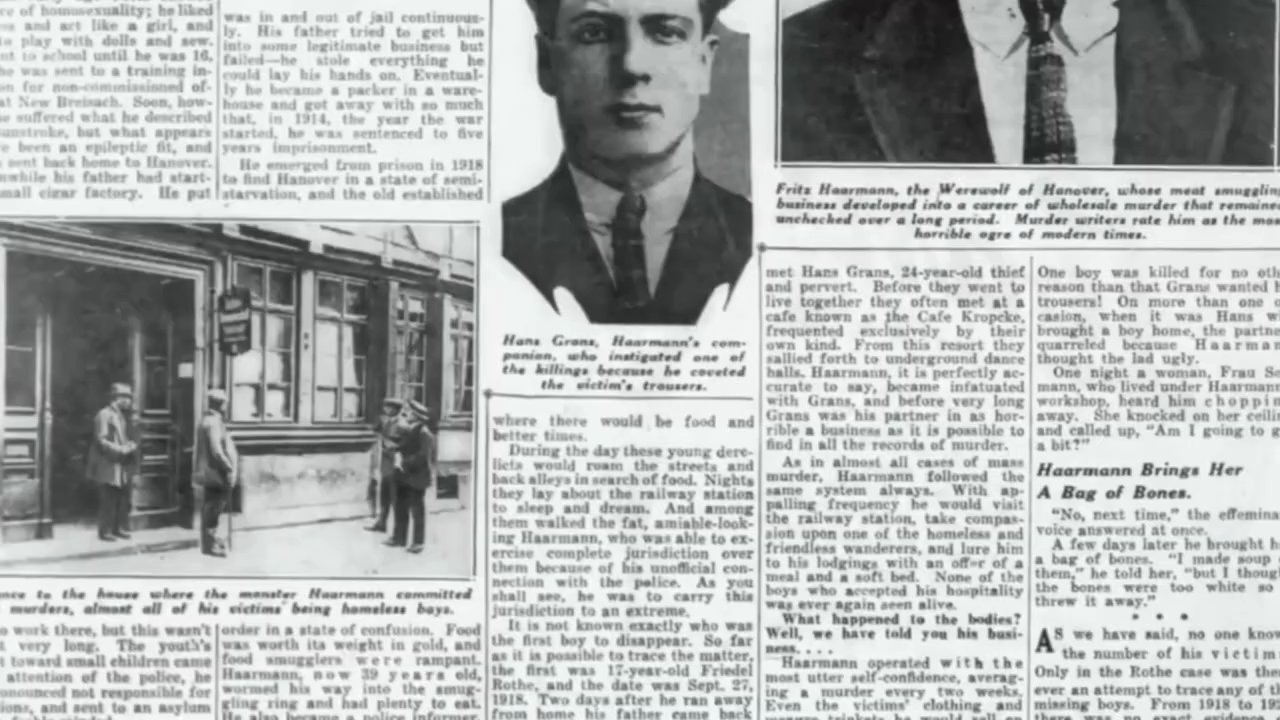 re of homosexuality; he liked
and act like a girl, and
play with dolls and sew.
to school until he was 16,
he was sent to a training in-
on for non-commissioned of-
at New Breisach. Soon, how-
suffered what he described
sunstroke, but what appears
been an epileptic fit, and
sent back home to Hanover.
nwhile his father had start-
small cigar factory. He put
was in and out of jail continuous-
ly. His father tried to get him
into some legitimate business but
failed—he stole everything he
could lay his hands on. Eventual-
ly he became a packer in a ware-
house and got away with so much
that, in 1914, the year the war
started, he was sentenced to five
years imprisonment.
He emerged from prison in 1918
to find Hanover in a state of semi-
starvation, and the old established
nce to the house where the monster Haarmann committed
murders, almost all of his victims being homeless boys.
o work there, but this wasn't
very long. The youth's
toward small children came
attention of the police, he
nounced not responsible for
ions, and sent to an asylum
order in a state of confusion. Food
was worth its weight in gold, and
food smugglers were rampant.
Haarmann, now 39 years old,
wormed his way into the smug-
gling ring and had plenty to eat.
He also became a police informer,
Hans Grans, Haarmann's com-
panion, who instigated one of
the killings because he coveted
the victim's trousers.
where there would be food and
better times.
During the day these young dere-
licts would roam the streets and
back alleys in search of food. Nights
they lay about the railway station
to sleep and dream. And among
them walked the fat, amiable-look-
ing Haarmann, who was able to ex-
ercise complete jurisdiction over
them because of his unofficial con-
nection with the police. As you
shall see, he was to carry this
jurisdiction to an extreme.
It is not known exactly who was
the first boy to disappear. So far
as it is possible to trace the matter,
the first was 17-year-old Friedel
Rothe, and the date was Sept. 27,
1918. Two days after he ran away
from home his father came back
Fritz Haarmann, the Werewolf of Hanover, whose meat smuggling
business developed into a career of wholesale murder that remained
unchecked over a long period. Murder writers rate him as the most
horrible ogre of modern times.
met Hans Grans, 24-year-old thief
and pervert. Before they went to
live together they often met at a
cafe known as the Cafe Kropcke,
frequented exclusively by their
own kind. From this resort they
sallied forth to underground dance
halls. Haarmann, it is perfectly ac-
curate to say, became infatuated
with Grans, and before very long
Grans was his partner in as hor-
rible a business as it is possible to
find in all the records of murder.
As in almost all cases of mass
murder, Haarmann followed the
same system always. With ap-
palling frequency he would visit
the railway station, take compas-
sion upon one of the homeless and
friendless wanderers, and lure him
to his lodgings with an offer of a
meal and a soft bed. None of the
boys who accepted his hospitality
was ever again seen alive.
What happened to the bodies?
Well, we have told you his busi-
ness. . . .
Haarmann operated with the
most utter self-confidence, averag-
ing a murder every two weeks.
Even the victims' clothing and
One boy was killed for no oth
reason than that Grans wanted h
trousers! On more than one
casion, when it was Hans w
brought a boy home, the partne
quarreled because Haarman
thought the lad ugly.
One night a woman, Frau Se
mann, who lived under Haarmann
workshop, heard him choppin
away. She knocked on her ceilin
and called up, "Am I going to g
a bit?"
Haarmann Brings Her
A Bag of Bones.
"No, next time," the effemina
voice answered at once.
A few days later he brought h
a bag of bones. "I made soup
them," he told her, "but I though
the bones were too white so
threw it away."
* * *
AS we have said, no one know
the number of his victim
Only in the Rothe case was the
ever an attempt to trace any of t
missing boys. From 1918 to 19